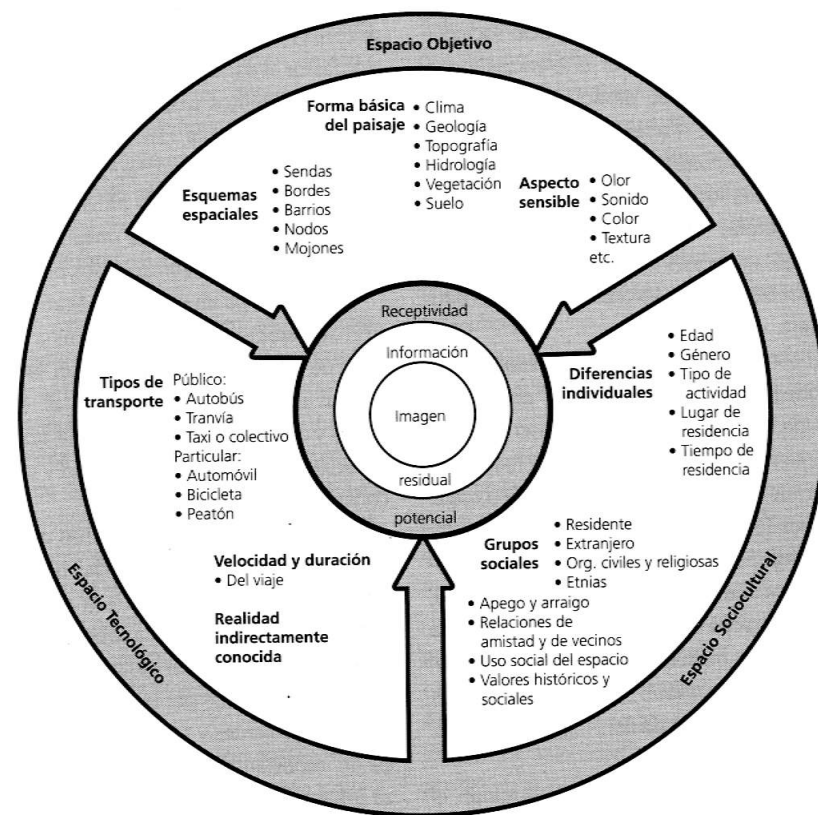 Espacio Objetivo
Forma básica
del paisaje
• Clima
• Geología
• Topografía
• Hidrología
• Vegetación
• Suelo
Esquemas
espaciales
• Sendas
• Bordes
• Barrios
• Nodos
• Mojones
Aspecto
sensible
• Olor
• Sonido
• Color
• Textura
etc.
Receptividad
Información
Imagen
residual
potencial
Tipos de
transporte
Público:
• Autobús
• Tranvía
• Taxi o colectivo
Particular:
• Automóvil
• Bicicleta
• Peatón
Velocidad y duración
• Del viaje
Realidad
indirectamente
conocida
Espacio Tecnológico
Diferencias
individuales
• Edad
• Género
• Tipo de
actividad
• Lugar de
residencia
• Tiempo de
residencia
Grupos
sociales
• Residente
• Extranjero
• Org. civiles y religiosas
• Etnias
• Apego y arraigo
• Relaciones de
amistad y de vecinos
• Uso social del espacio
• Valores históricos y
sociales
Espacio Sociocultural